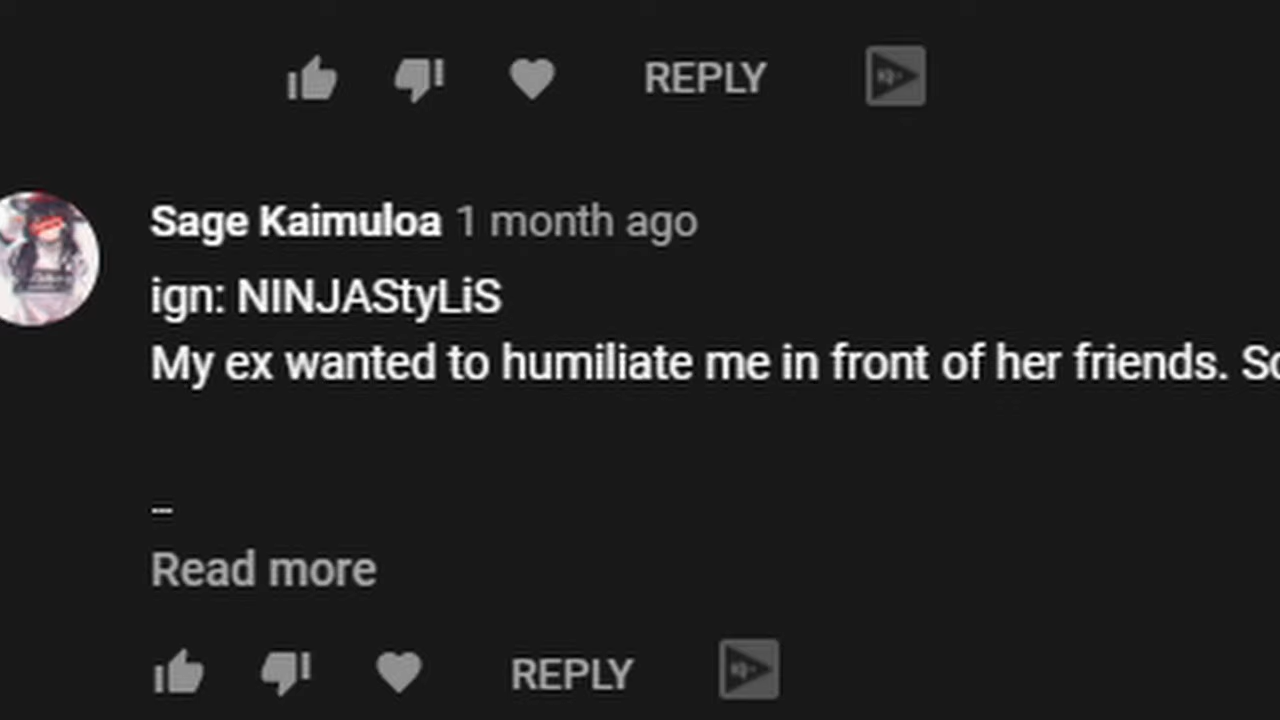 REPLY
Sage Kaimuloa 1 month ago
ign: NINJAStyLiS
My ex wanted to humiliate me in front of her friends. So
_
Read more
REPLY